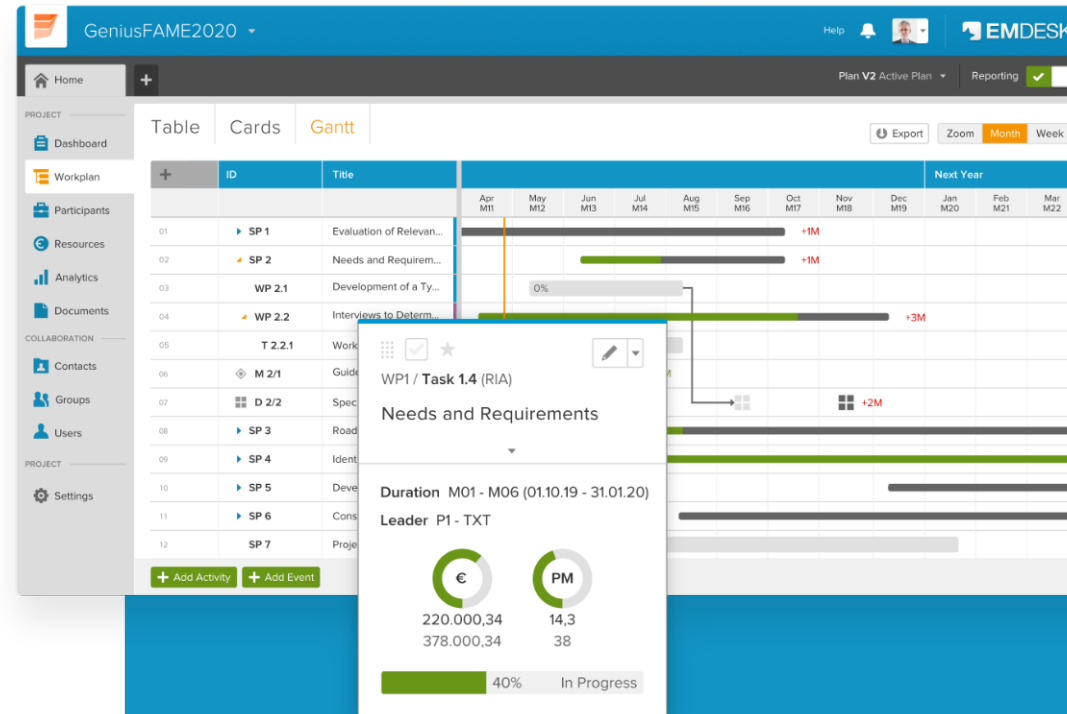 GeniusFAME2020
Help
EMDESK
Home
+
Plan V2 Active Plan
Reporting
PROJECT
Dashboard
Workplan
Participants
Resources
Analytics
Documents
COLLABORATION
Contacts
Groups
Users
PROJECT
Settings
Table Cards Gantt
Export
Zoom Month Week
+ ID Title Next Year
Apr May Jun Jul Aug Sep Oct Nov Dec Jan Feb Mar
M11 M12 M13 M14 M15 M16 M17 M18 M19 M20 M21 M22
01 SP 1 Evaluation of Relevan... +1M
02 SP 2 Needs and Requirem... +1M
03 WP 2.1 Development of a Ty... 0%
04 WP 2.2 Interviews to Determ... +3M
05 T 2.2.1 Work
06 M 2/1 Guide
07 D 2/2 Spec +2M
08 SP 3 Road
09 SP 4 Ident
10 SP 5 Deve
11 SP 6 Cons
12 SP 7 Proje
+ Add Activity + Add Event
WP1 / Task 1.4 (RIA)
Needs and Requirements
Duration M01 - M06 (01.10.19 - 31.01.20)
Leader P1 - TXT
€ PM
220.000,34 14,3
378.000,34 38
40% In Progress